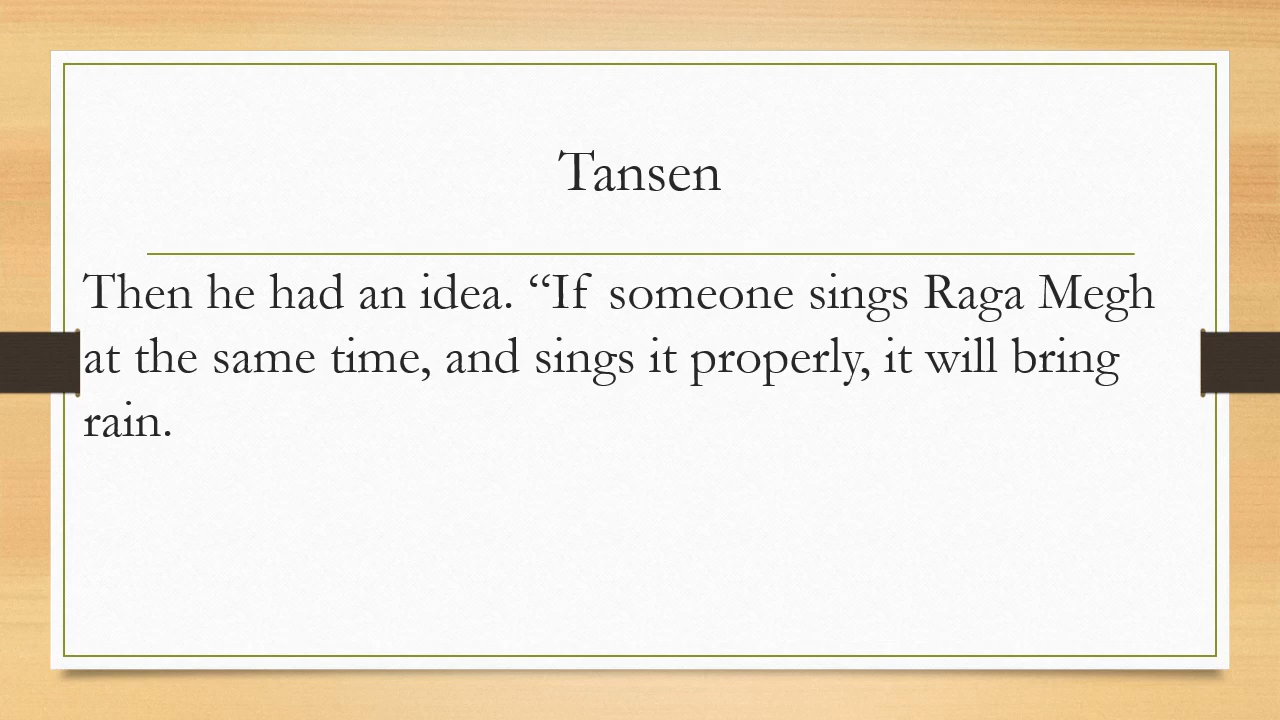 Tansen
Then he had an idea. “If someone sings Raga Megh
at the same time, and sings it properly, it will bring
rain.